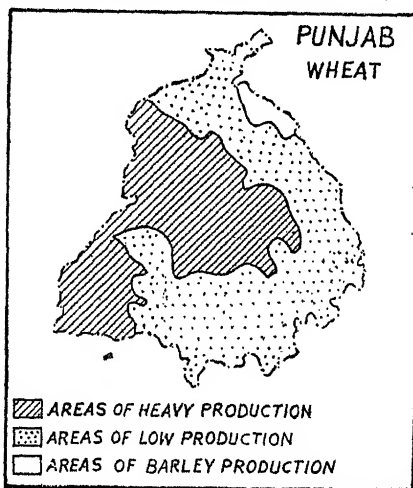 PUNJAB
WHEAT
AREAS OF HEAVY PRODUCTION
AREAS OF LOW PRODUCTION
AREAS OF BARLEY PRODUCTION